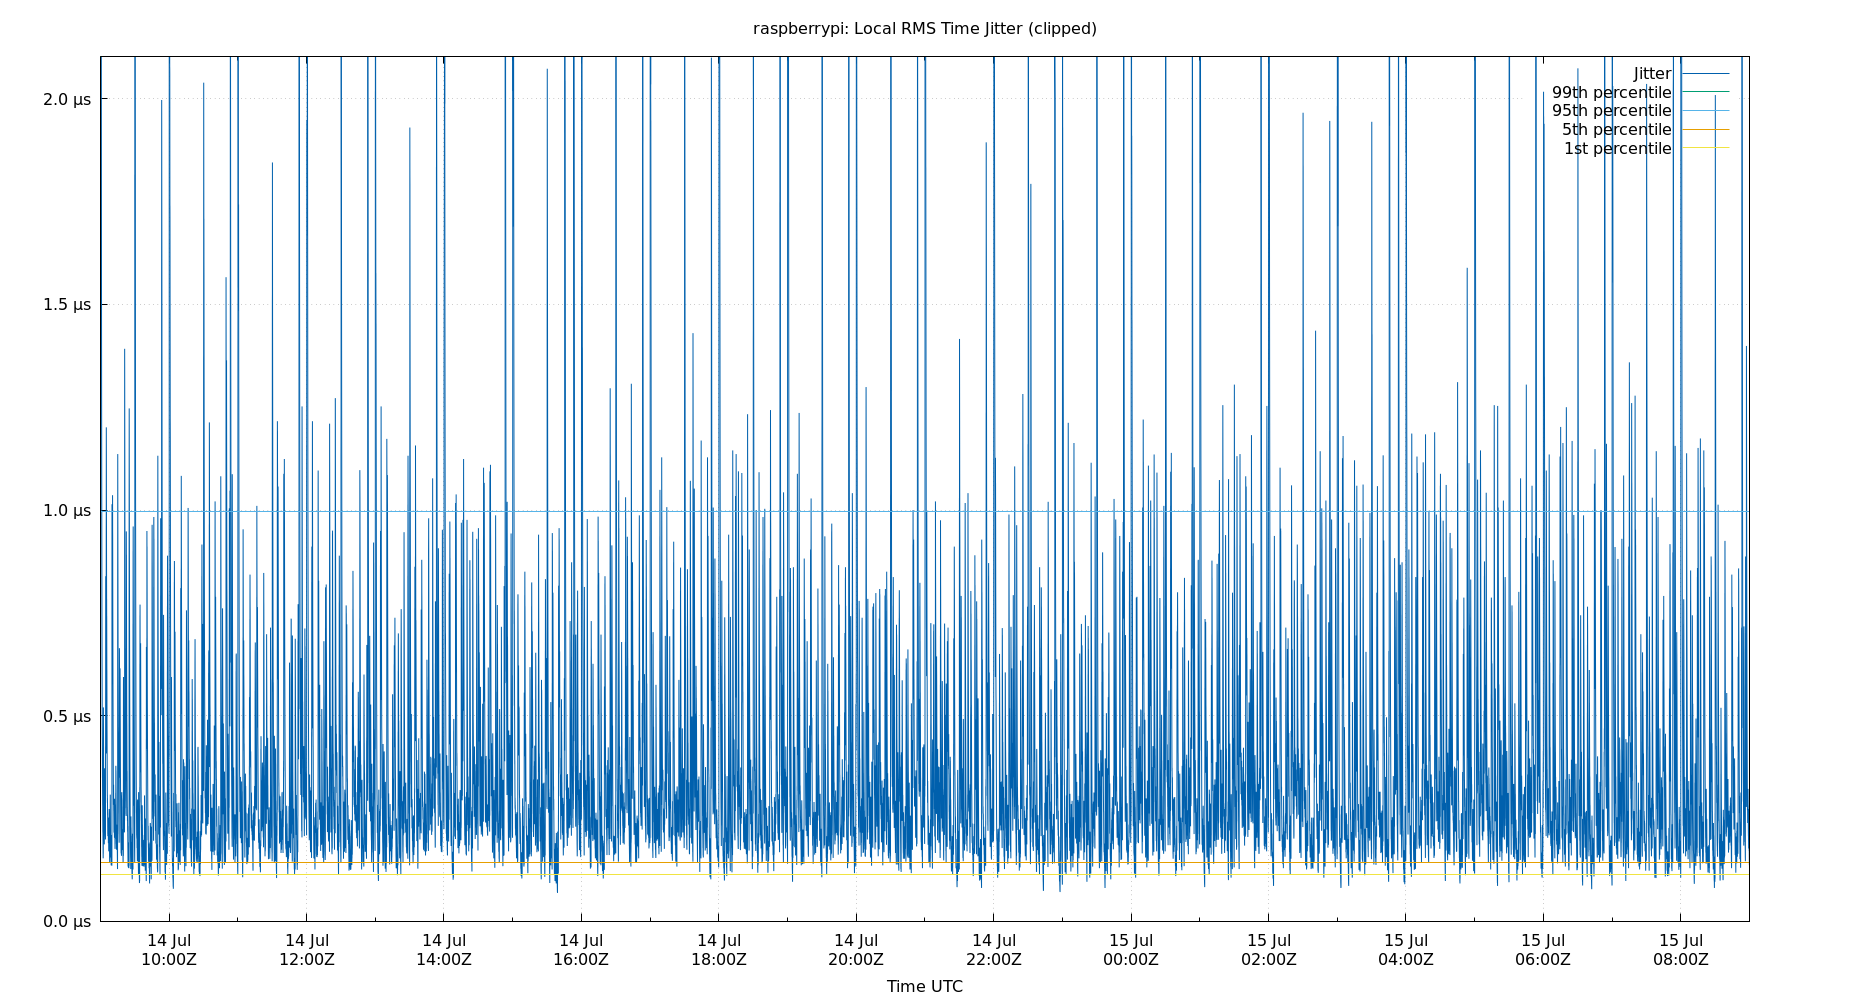 raspberrypi: Local RMS Time Jitter (clipped)
2.0 µs
1.5 µs
1.0 µs
0.5 µs
0.0 µs
Jitter
99th percentile
95th percentile
5th percentile
1st percentile
14 Jul 14 Jul 14 Jul 14 Jul 14 Jul 14 Jul 14 Jul 15 Jul 15 Jul 15 Jul 15 Jul 15 Jul
10:00Z 12:00Z 14:00Z 16:00Z 18:00Z 20:00Z 22:00Z 00:00Z 02:00Z 04:00Z 06:00Z 08:00Z
Time UTC